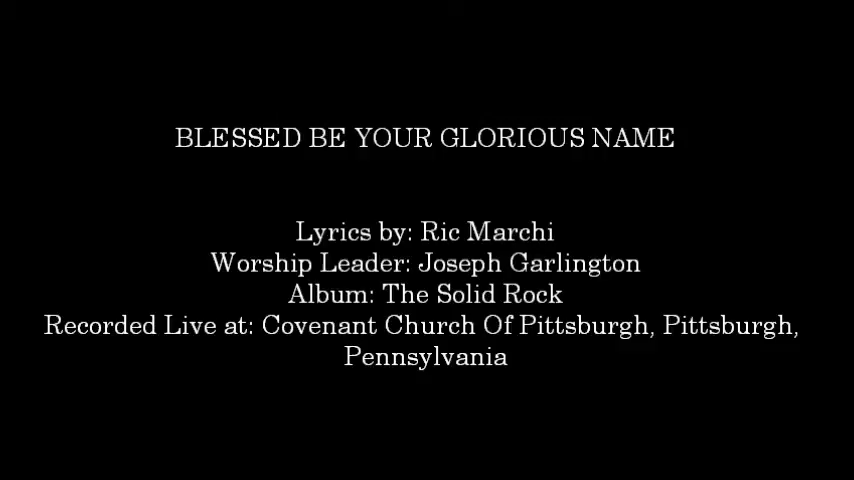 BLESSED BE YOUR GLORIOUS NAME
Lyrics by: Ric Marchi
Worship Leader: Joseph Garlington
Album: The Solid Rock
Recorded Live at: Covenant Church Of Pittsburgh, Pittsburgh,
Pennsylvania